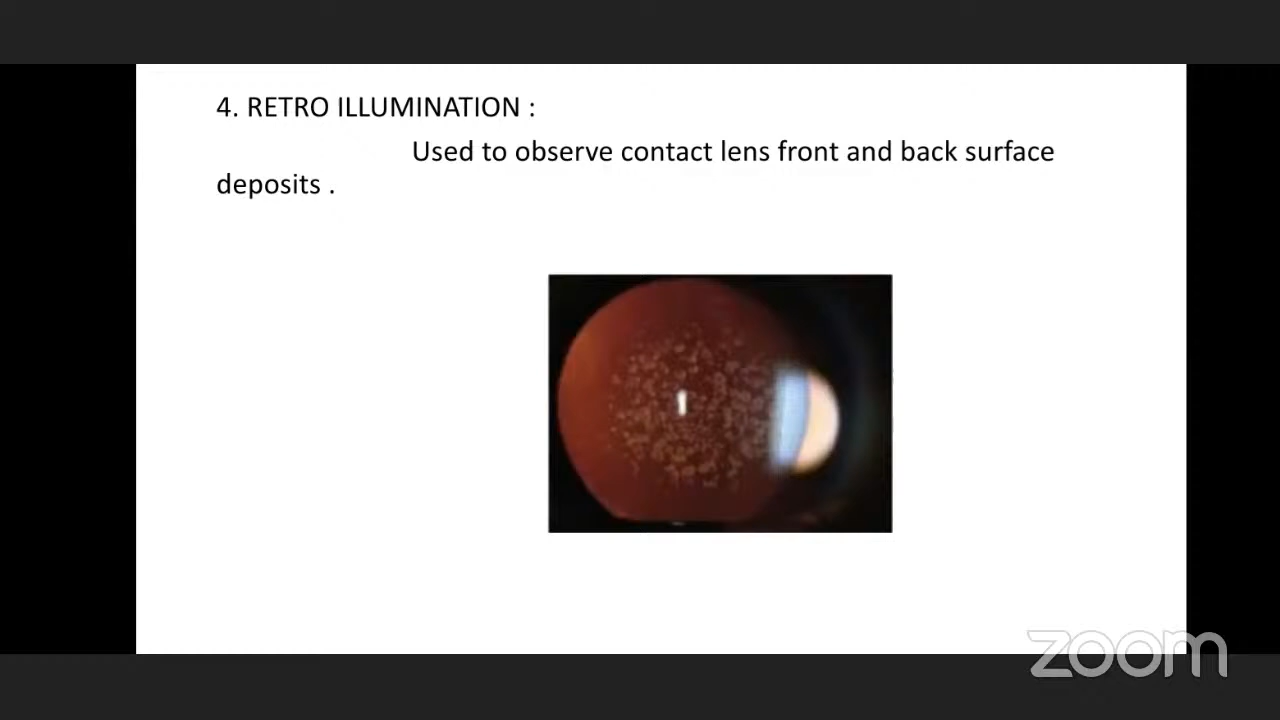 4. RETRO ILLUMINATION :
Used to observe contact lens front and back surface
deposits .
zoom